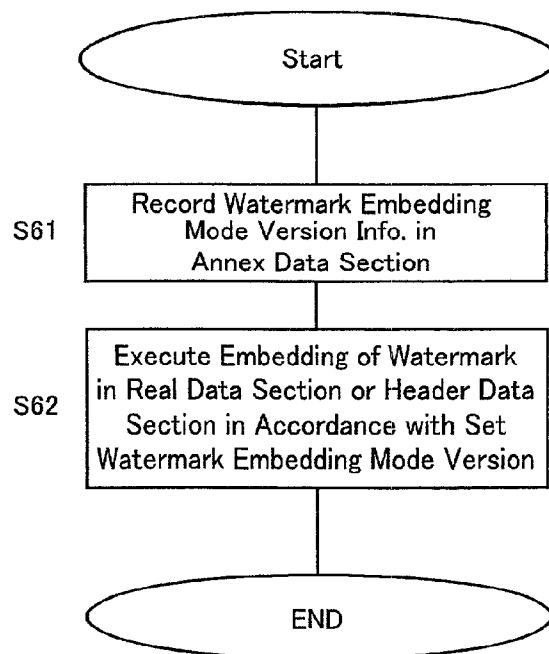 Start
S61
Record Watermark Embedding
Mode Version Info. in
Annex Data Section
S62
Execute Embedding of Watermark
in Real Data Section or Header Data
Section in Accordance with Set
Watermark Embedding Mode Version
END